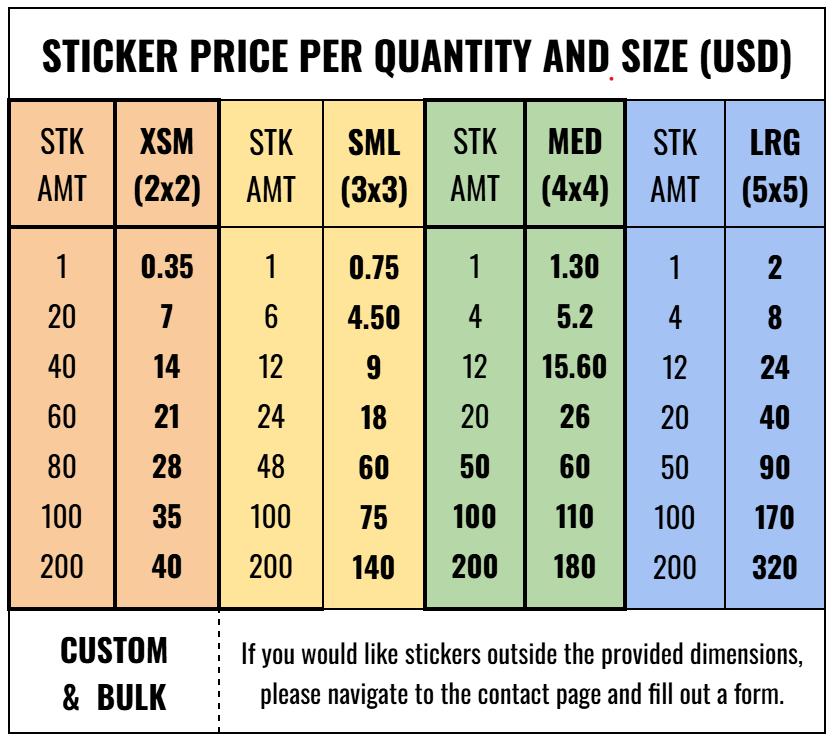 STICKER PRICE PER QUANTITY AND SIZE (USD)
STK XSM STK SML STK MED STK LRG
AMT (2x2) AMT (3x3) AMT (4x4) AMT (5x5)
1 0.35 1 0.75 1 1.30 1 2
20 7 6 4.50 4 5.2 4 8
40 14 12 9 12 15.60 12 24
60 21 24 18 20 26 20 40
80 28 48 60 50 60 50 90
100 35 100 75 100 110 100 170
200 40 200 140 200 180 200 320
CUSTOM
& BULK
If you would like stickers outside the provided dimensions,
please navigate to the contact page and fill out a form.